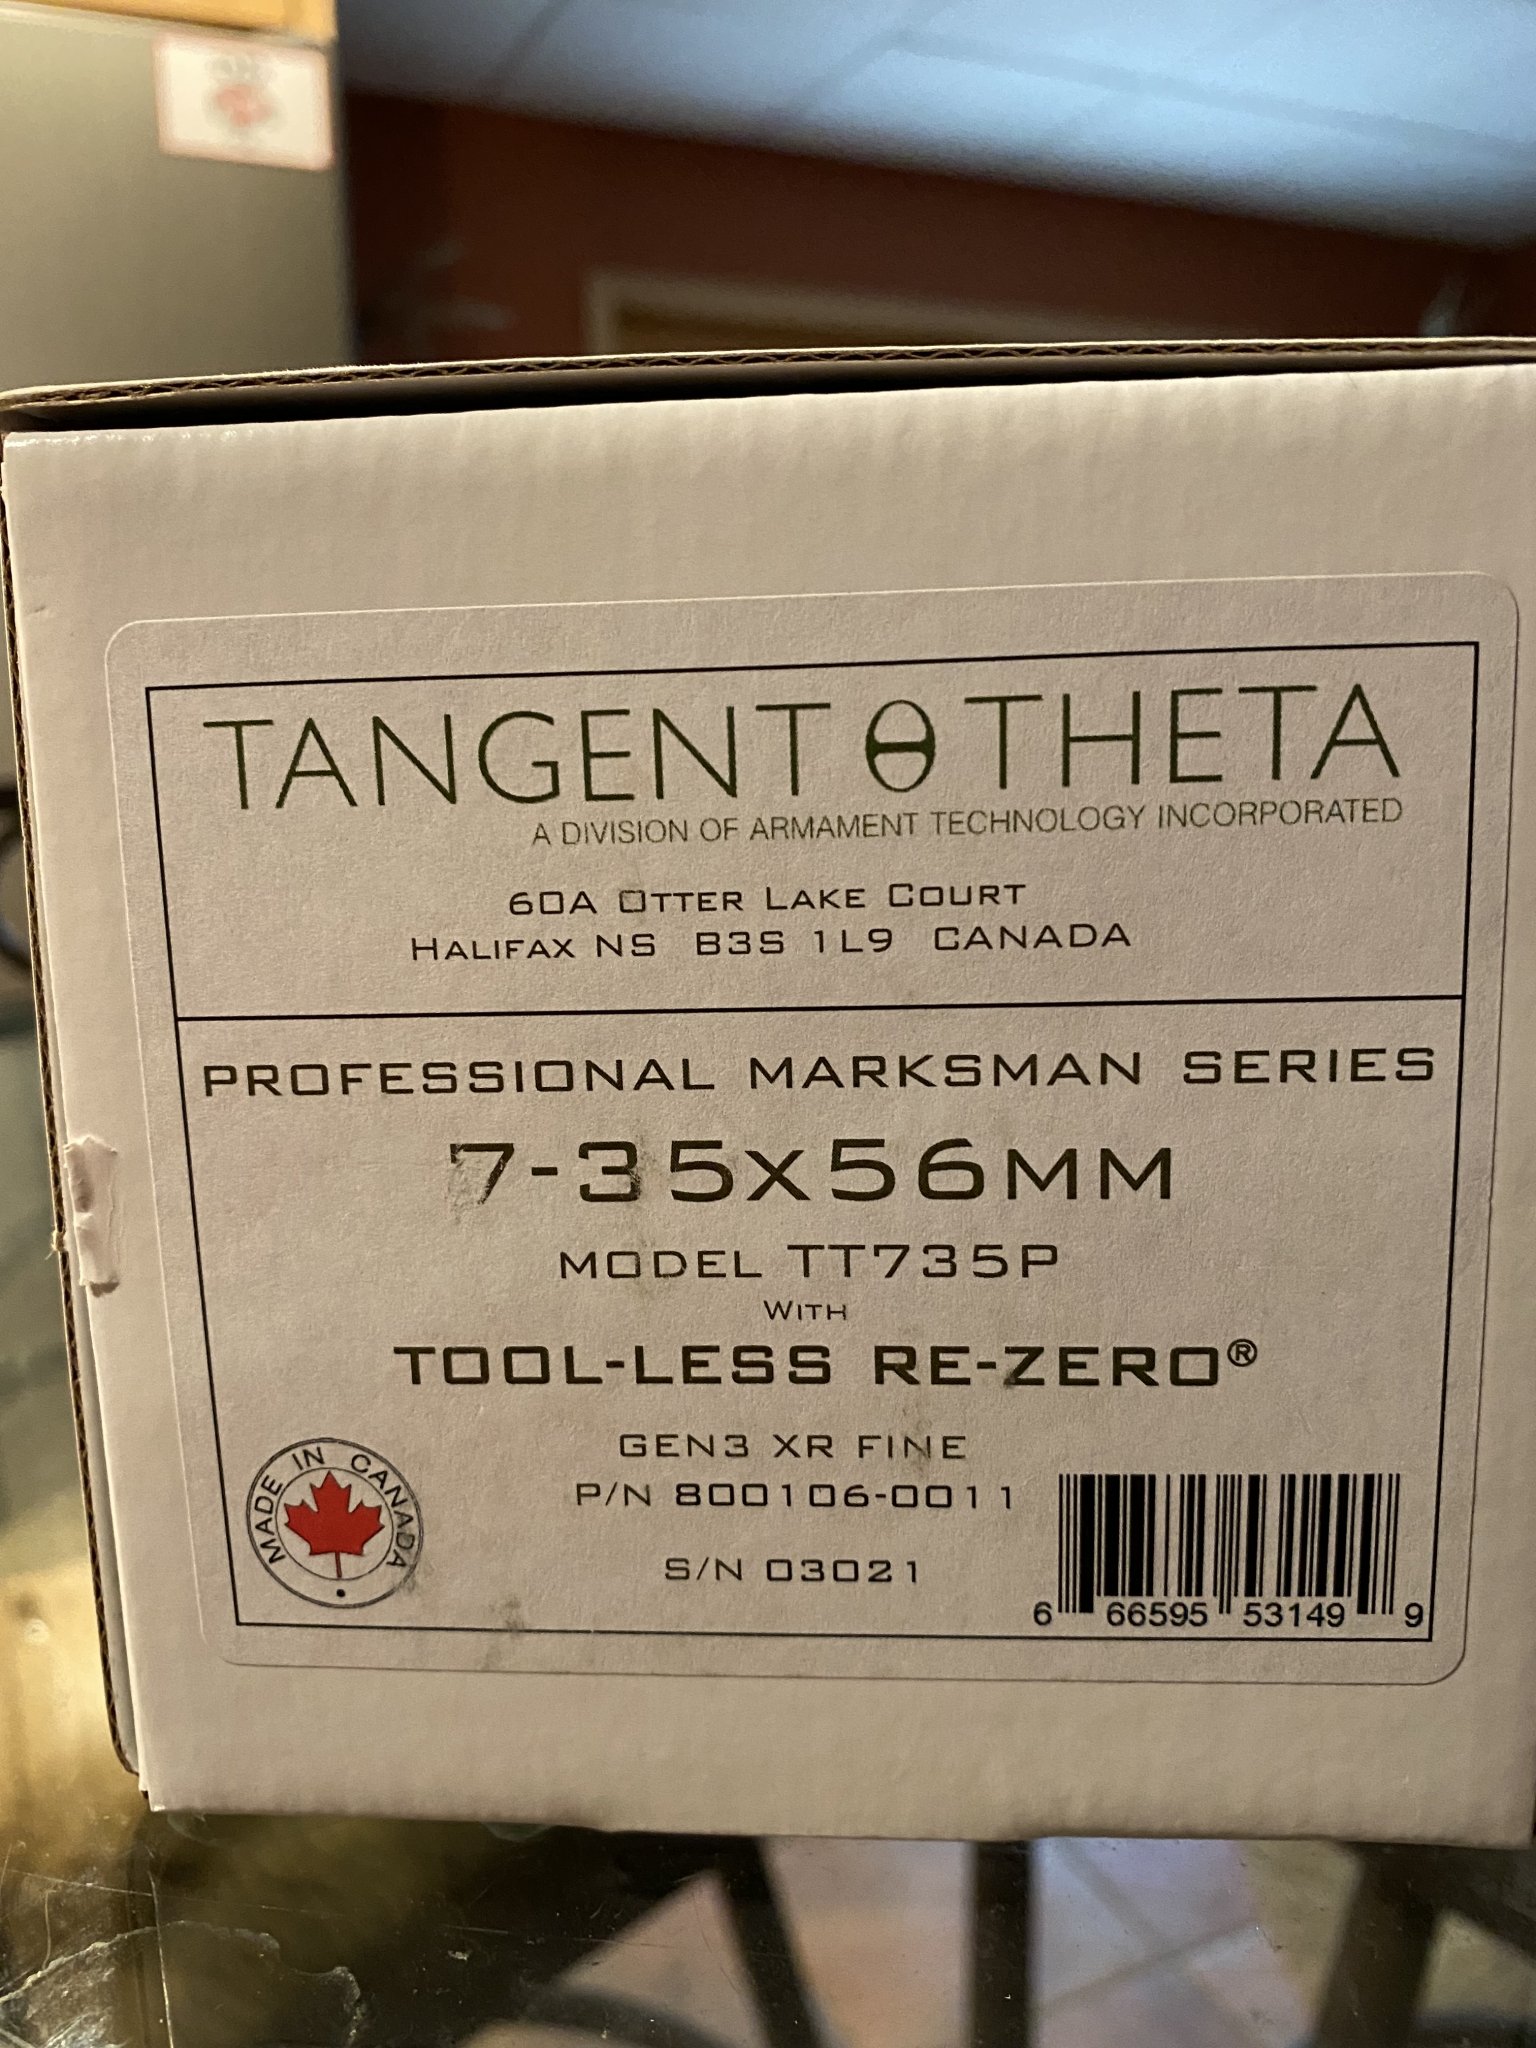 TANGENT THETA
A DIVISION OF ARMAMENT TECHNOLOGY INCORPORATED
60A OTTER LAKE COURT
HALIFAX NS B3S 1L9 CANADA
PROFESSIONAL MARKSMAN SERIES
7-35x56MM
MODEL TT735P
WITH
TOOL-LESS RE-ZERO®
GEN3 XR FINE
P/N 800106-0011
S/N 03021
MADE IN CANADA
6 66595 53149 9